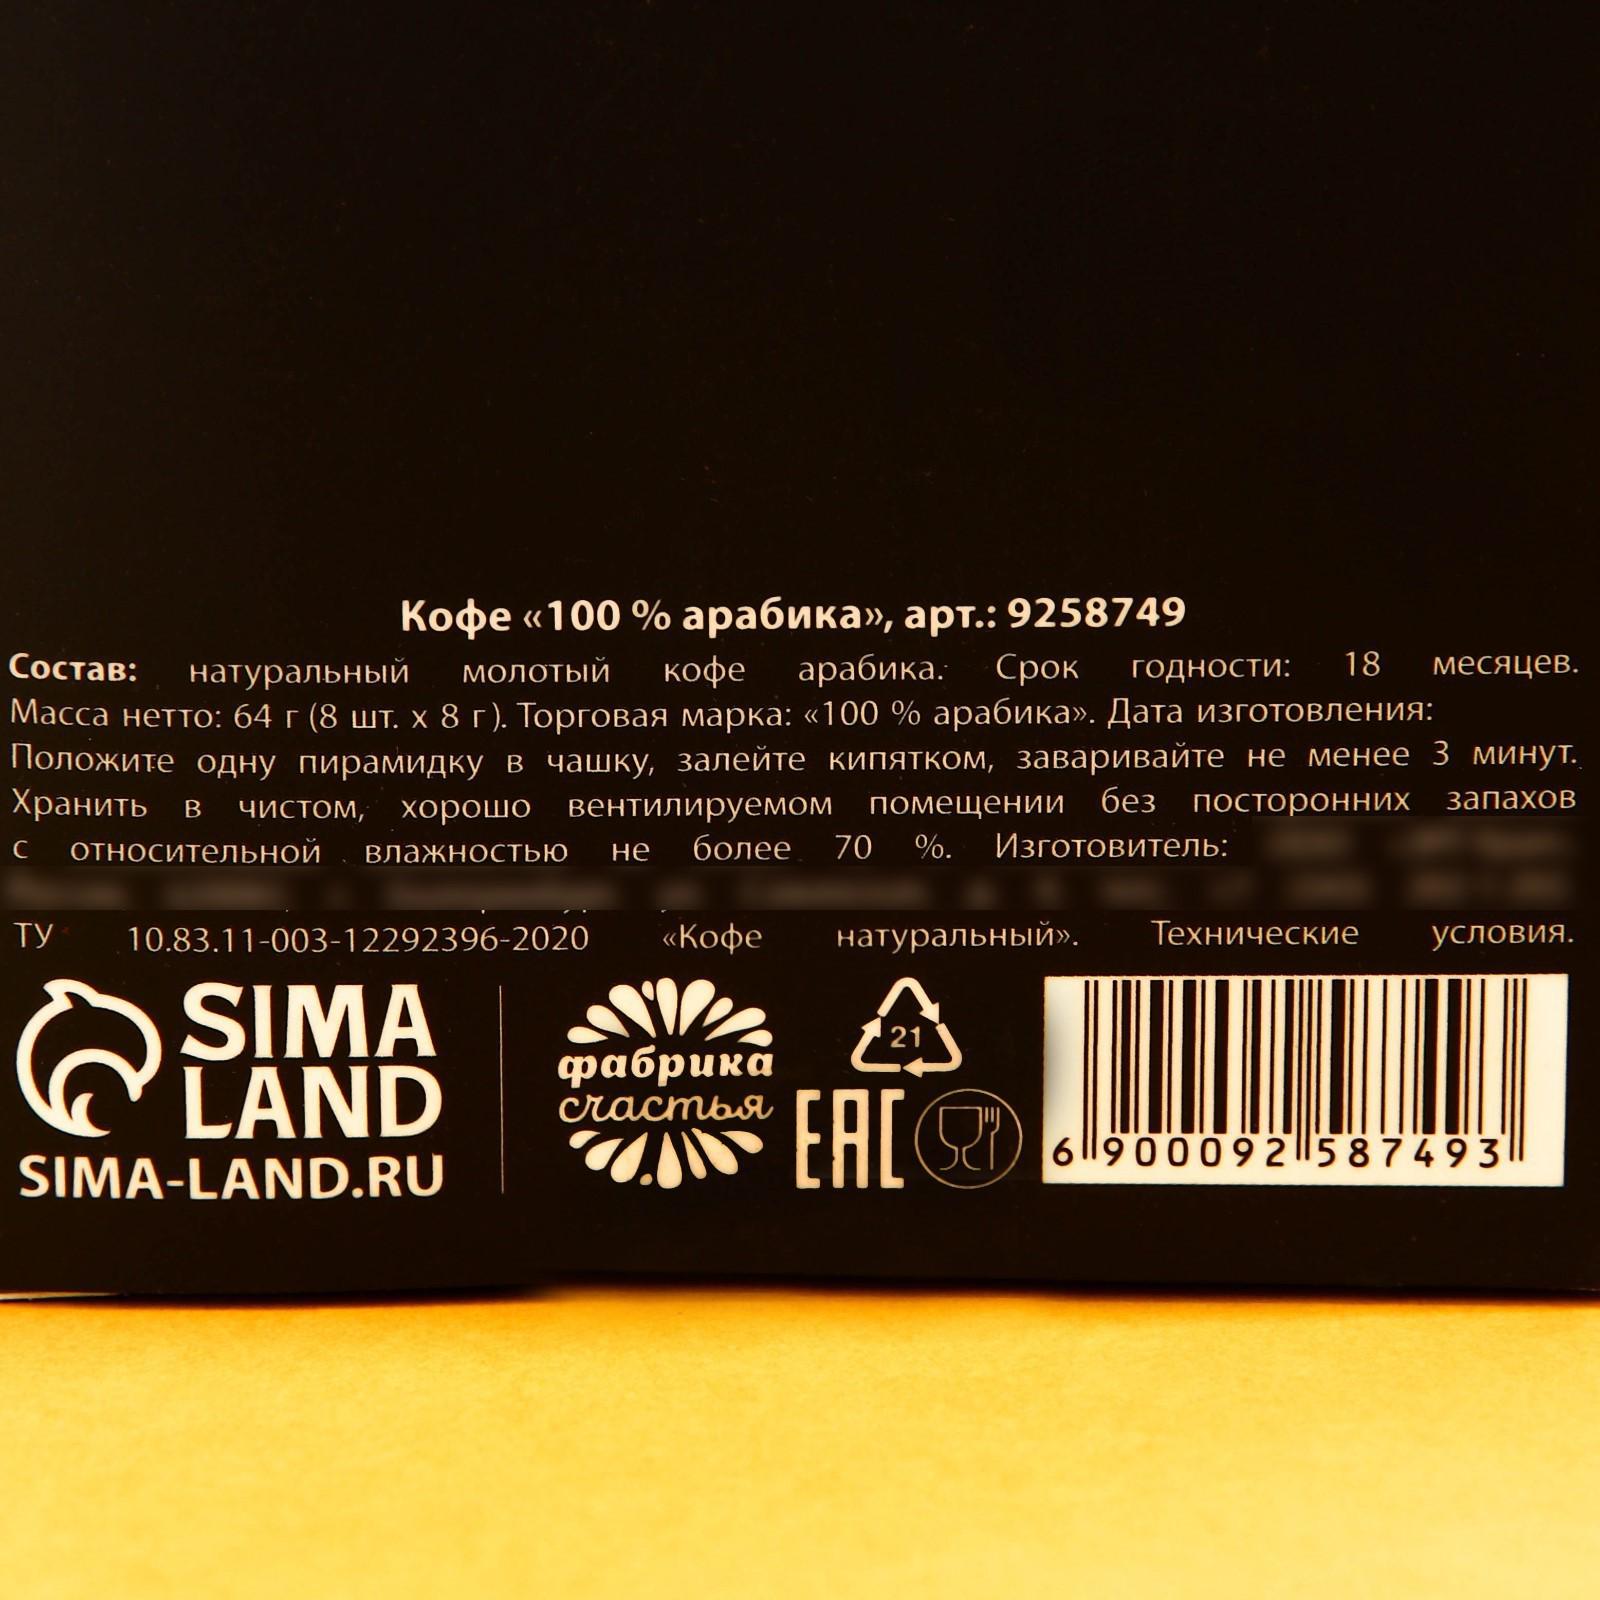 Кофе «100 % арабика», арт.: 9258749
Состав: натуральный молотый кофе арабика. Срок годности: 18 месяцев.
Масса нетто: 64 г (8 шт. х 8 г). Торговая марка: «100 % арабика». Дата изготовления:
Положите одну пирамидку в чашку, залейте кипятком, заваривайте не менее 3 минут.
Хранить в чистом, хорошо вентилируемом помещении без посторонних запахов
с относительной влажностью не более 70 %. Изготовитель:
ТУ 10.83.11-003-12292396-2020 «Кофе натуральный». Технические условия.
SIMA
LAND
SIMA-LAND.RU
фабрика
счастья
21
EAC
6 900092 587493